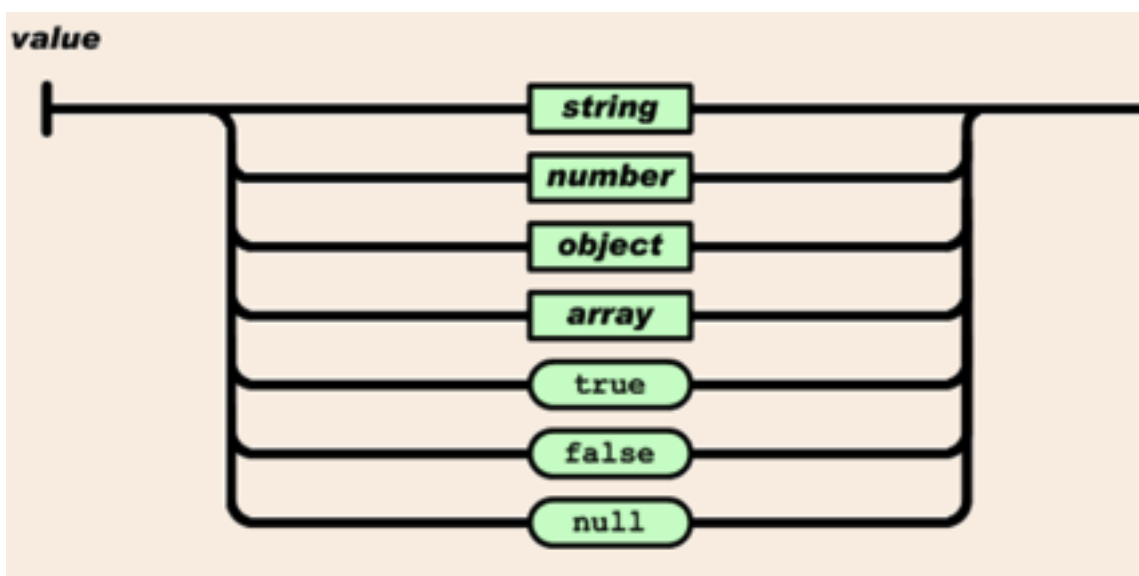 value
string
number
object
array
true
false
null